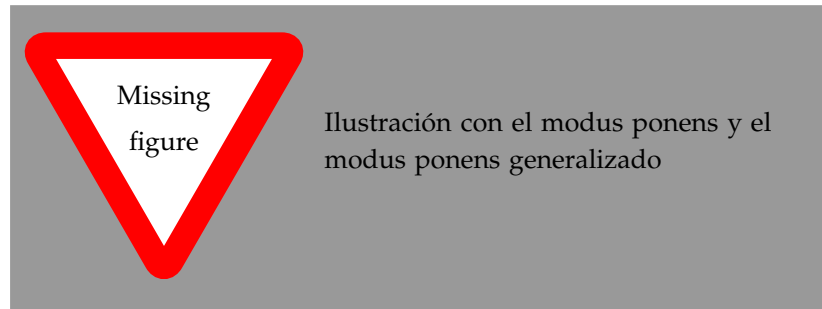 Missing
figure
Ilustración con el modus ponens y el
modus ponens generalizado